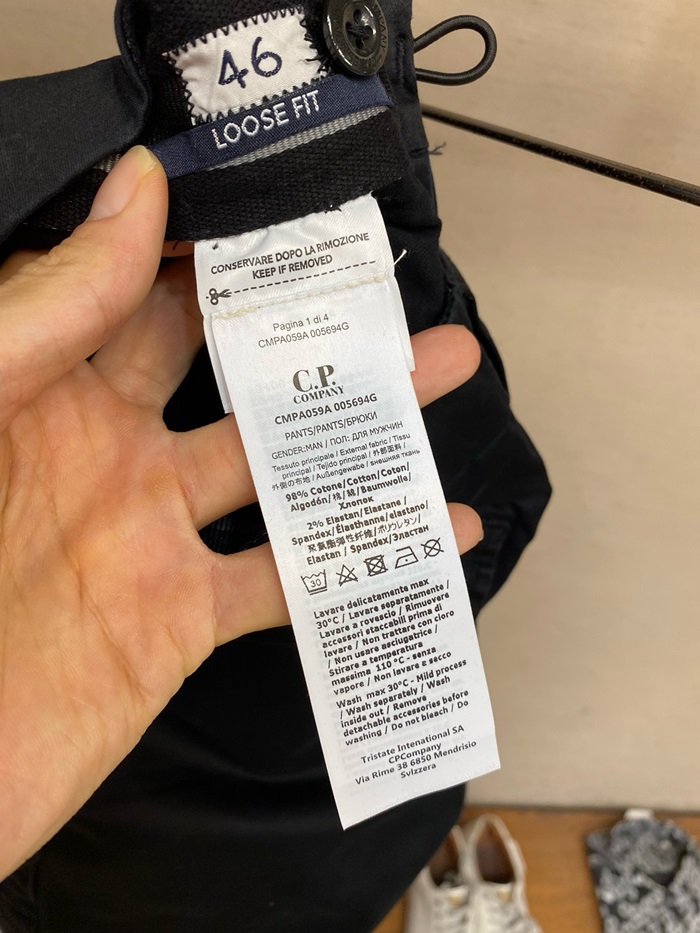 46
LOOSE FIT
CONSERVARE DOPO LA RIMOZIONE
KEEP IF REMOVED
Pagina 1 di 4
CMPA059A 005694G
C.P.
COMPANY
CMPA059A 005694G
PANTS/PANTS/БРЮКИ
GENDER:MAN / ПОЛ: ДЛЯ МУЖЧИН
Tessuto principale / External fabric / Tissu
principal / Tejido principal / 外部面料 /
外側の布地 / Außengewebe / внешняя ткань
98% Cotone/Cotton/Coton/
Algodón/棉/綿/Baumwolle/
Хлопок
2% Elastan/Elastane/
Spandex/Élasthanne/elastano/
聚氨酯弹性纤维/ポリウレタン/
Elastan / Spandex/Эластан
30
Lavare delicatamente max
30°C / Lavare separatamente /
Lavare a rovescio / Rimuovere
accessori staccabili prima di
lavare / Non trattare con cloro
/ Non usare asciugatrice /
Stirare a temperatura
massima 110 °C - senza
vapore / Non lavare a secco
Wash max 30°C - Mild process
/ Wash separately / Wash
inside out / Remove
detachable accessories before
washing / Do not bleach / Do
Tristate International SA
CPCompany
Via Rime 38 6850 Mendrisio
Svizzera